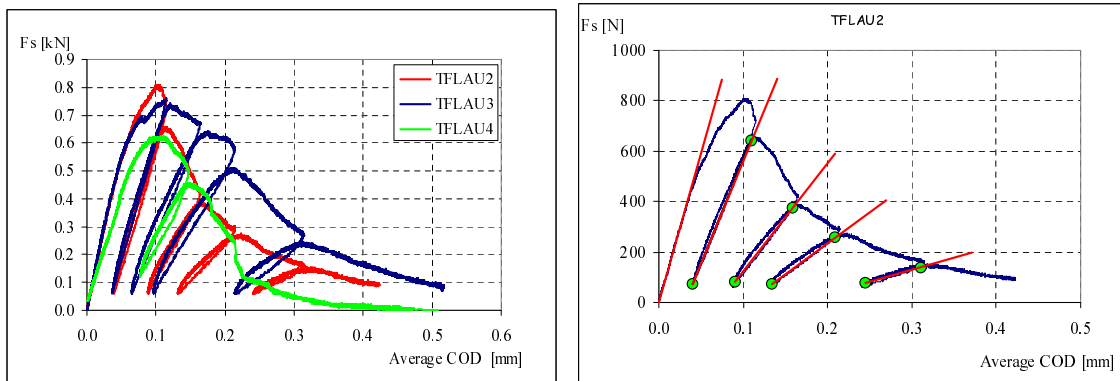 Fs [kN]
0.9
0.8
0.7
0.6
0.5
0.4
0.3
0.2
0.1
0.0
TFLAU2
TFLAU3
TFLAU4
0.0 0.1 0.2 0.3 0.4 0.5 0.6
Average COD [mm]
TFLAU2
Fs [N]
1000
800
600
400
200
0
0.0 0.1 0.2 0.3 0.4 0.5
Average COD [mm]